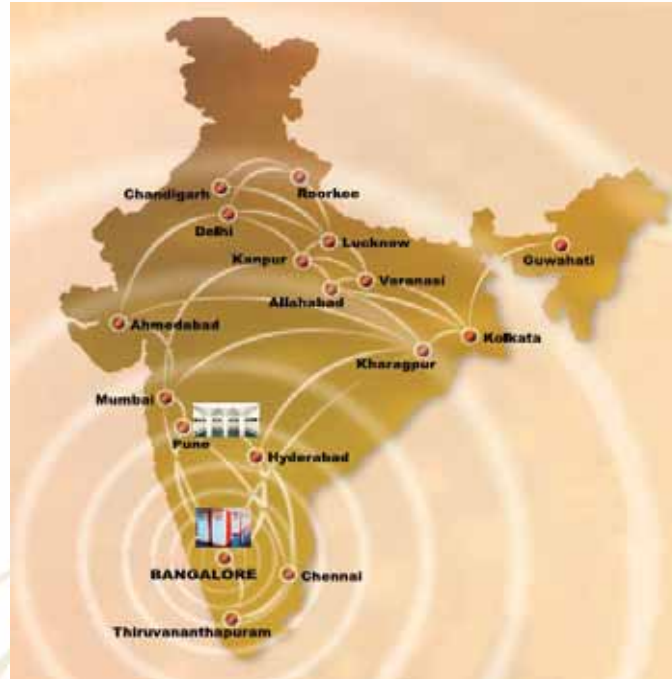 Chandigarh
Roorkee
Delhi
Lucknow
Kanpur
Guwahati
Varanasi
Allahabad
Ahmedabad
Kolkata
Kharagpur
Mumbai
Pune
Hyderabad
BANGALORE
Chennai
Thiruvananthapuram